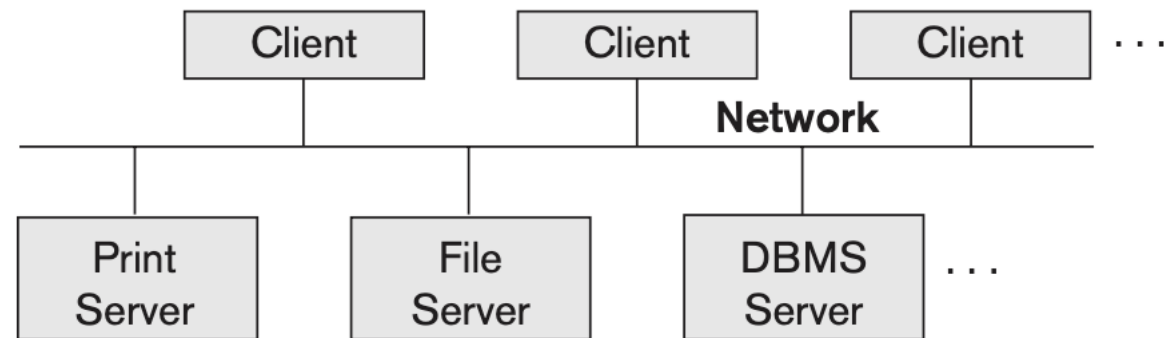 Client Client Client . . .
Network
Print Server
File Server
DBMS Server
. . .